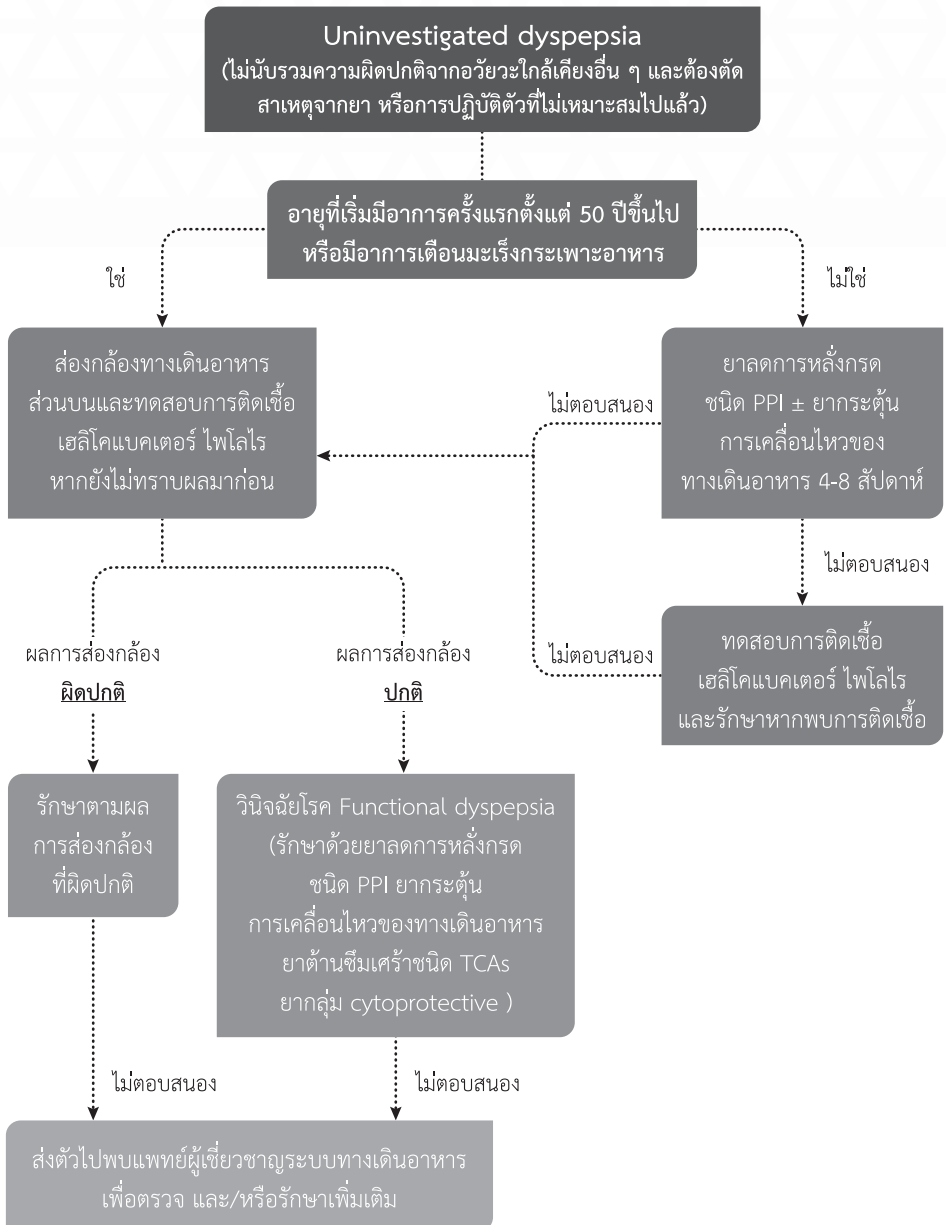 Uninvestigated dyspepsia
(ไม่นับรวมความผิดปกติจากอวัยวะใกล้เคียงอื่น ๆ และต้องตัด
สาเหตุจากยา หรือการปฏิบัติตัวที่ไม่เหมาะสมไปแล้ว)
อายุที่เริ่มมีอาการครั้งแรกตั้งแต่ 50 ปีขึ้นไป
หรือมีอาการเตือนมะเร็งกระเพาะอาหาร
ใช่
ไม่ใช่
ส่องกล้องทางเดินอาหาร
ส่วนบนและทดสอบการติดเชื้อ
เฮลิโคแบคเตอร์ ไพโลไร
หากยังไม่ทราบผลมาก่อน
ไม่ตอบสนอง
ยาลดการหลั่งกรด
ชนิด PPI ± ยากระตุ้น
การเคลื่อนไหวของ
ทางเดินอาหาร 4-8 สัปดาห์
ไม่ตอบสนอง
ผลการส่องกล้อง
ผิดปกติ
ผลการส่องกล้อง
ปกติ
ไม่ตอบสนอง
ทดสอบการติดเชื้อ
เฮลิโคแบคเตอร์ ไพโลไร
และรักษาหากพบการติดเชื้อ
รักษาตามผล
การส่องกล้อง
ที่ผิดปกติ
วินิจฉัยโรค Functional dyspepsia
(รักษาด้วยยาลดการหลั่งกรด
ชนิด PPI ยากระตุ้น
การเคลื่อนไหวของทางเดินอาหาร
ยาต้านซึมเศร้าชนิด TCAs
ยากลุ่ม cytoprotective )
ไม่ตอบสนอง
ไม่ตอบสนอง
ส่งตัวไปพบแพทย์ผู้เชี่ยวชาญระบบทางเดินอาหาร
เพื่อตรวจ และ/หรือรักษาเพิ่มเติม